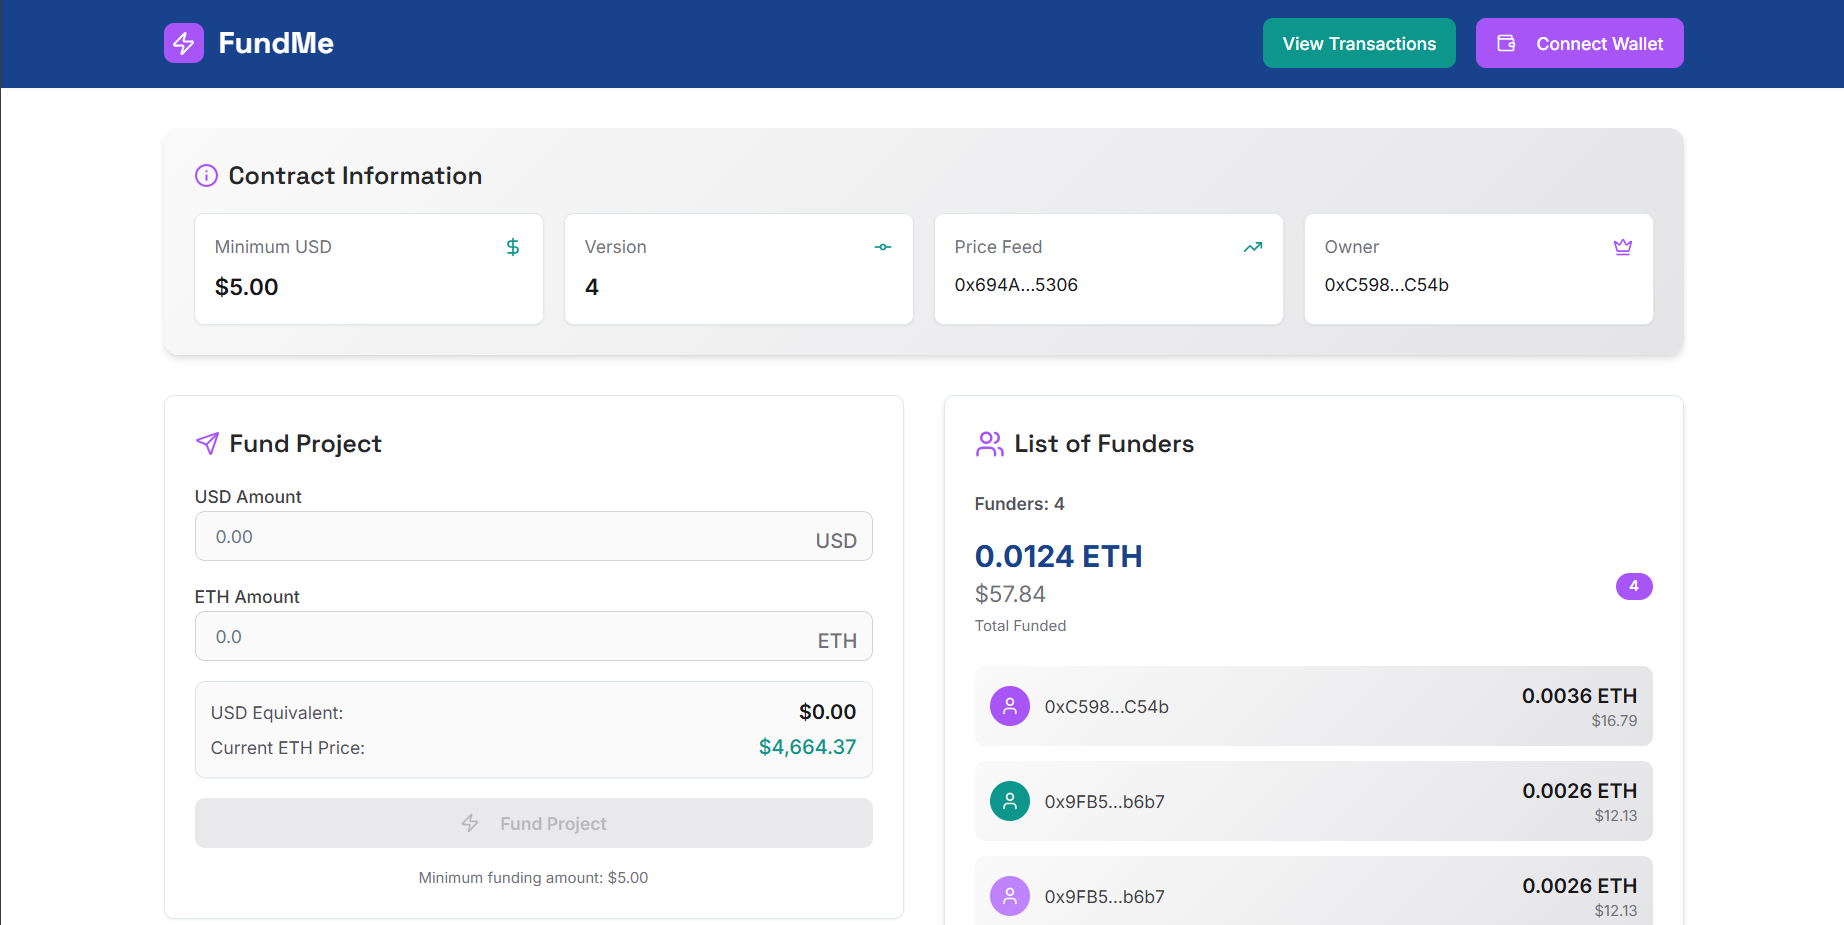 FundMe
View Transactions
Connect Wallet
Contract Information
Minimum USD
$5.00
Version
4
Price Feed
0x694A...5306
Owner
0xC598...C54b
Fund Project
USD Amount
0.00 USD
ETH Amount
0.0 ETH
USD Equivalent: $0.00
Current ETH Price: $4,664.37
Fund Project
Minimum funding amount: $5.00
List of Funders
Funders: 4
0.0124 ETH
$57.84
4
Total Funded
0xC598...C54b
0.0036 ETH
$16.79
0x9FB5...b6b7
0.0026 ETH
$12.13
0x9FB5...b6b7
0.0026 ETH
$12.13